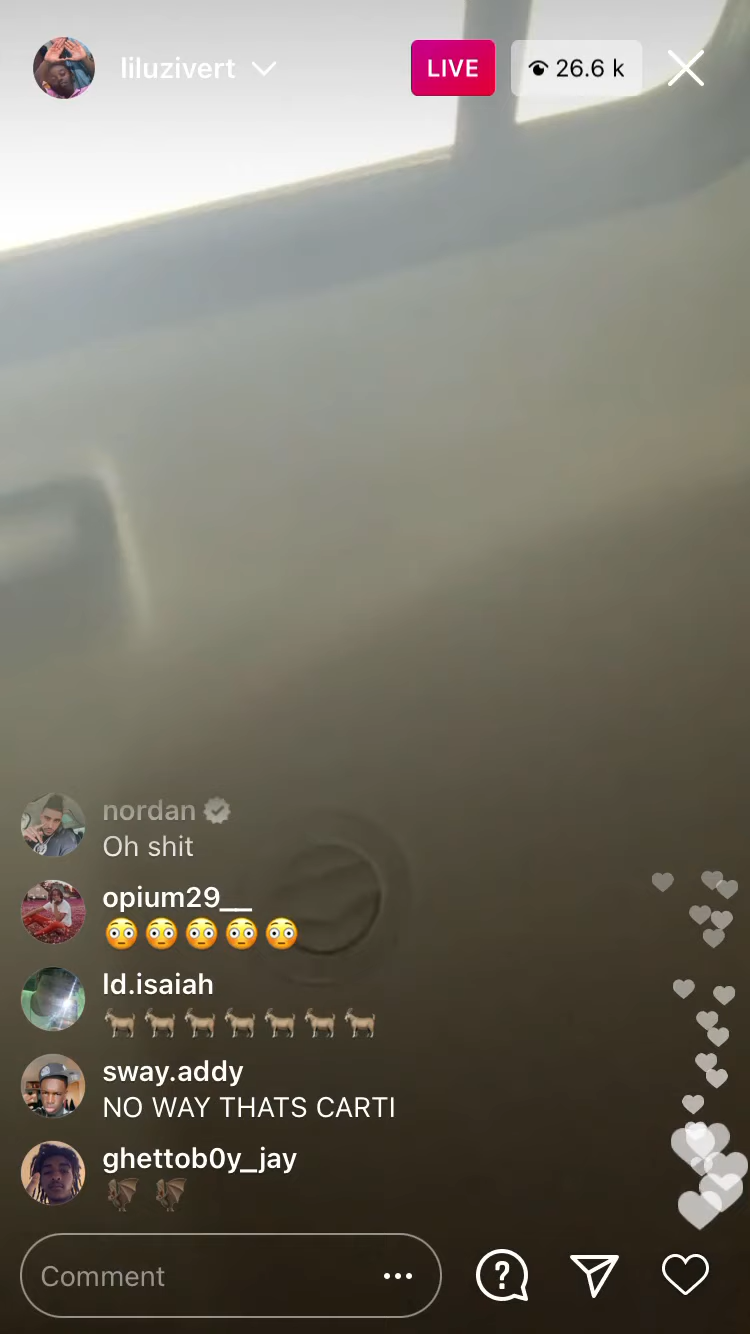 liluzivert
LIVE
26.6 k
nordan
Oh shit
opium29__
😳😳😳😳😳
ld.isaiah
🐐🐐🐐🐐🐐🐐🐐
sway.addy
NO WAY THATS CARTI
ghettob0y_jay
🦇🦇
Comment